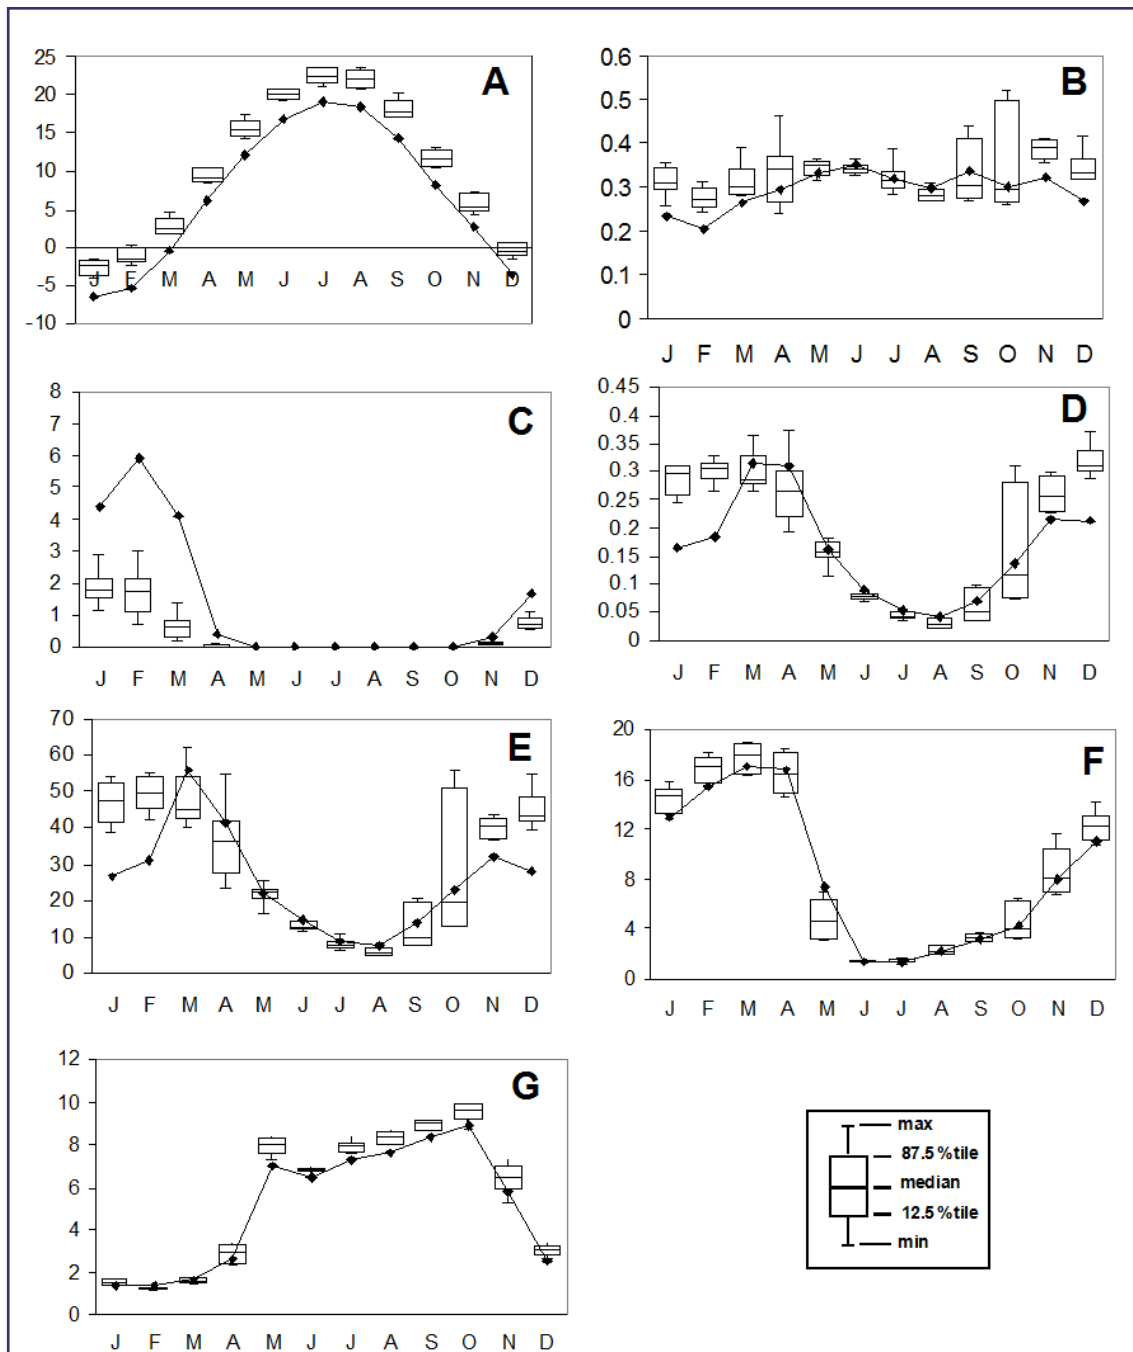 A
25
20
15
10
5
0
-5
-10
J F M A M J J A S O N D
B
0.6
0.5
0.4
0.3
0.2
0.1
0
J F M A M J J A S O N D
C
8
7
6
5
4
3
2
1
0
J F M A M J J A S O N D
D
0.45
0.4
0.35
0.3
0.25
0.2
0.15
0.1
0.05
0
J F M A M J J A S O N D
E
70
60
50
40
30
20
10
0
J F M A M J J A S O N D
F
20
16
12
8
4
0
J F M A M J J A S O N D
G
12
10
8
6
4
2
0
J F M A M J J A S O N D
max
87.5%tile
median
12.5%tile
min